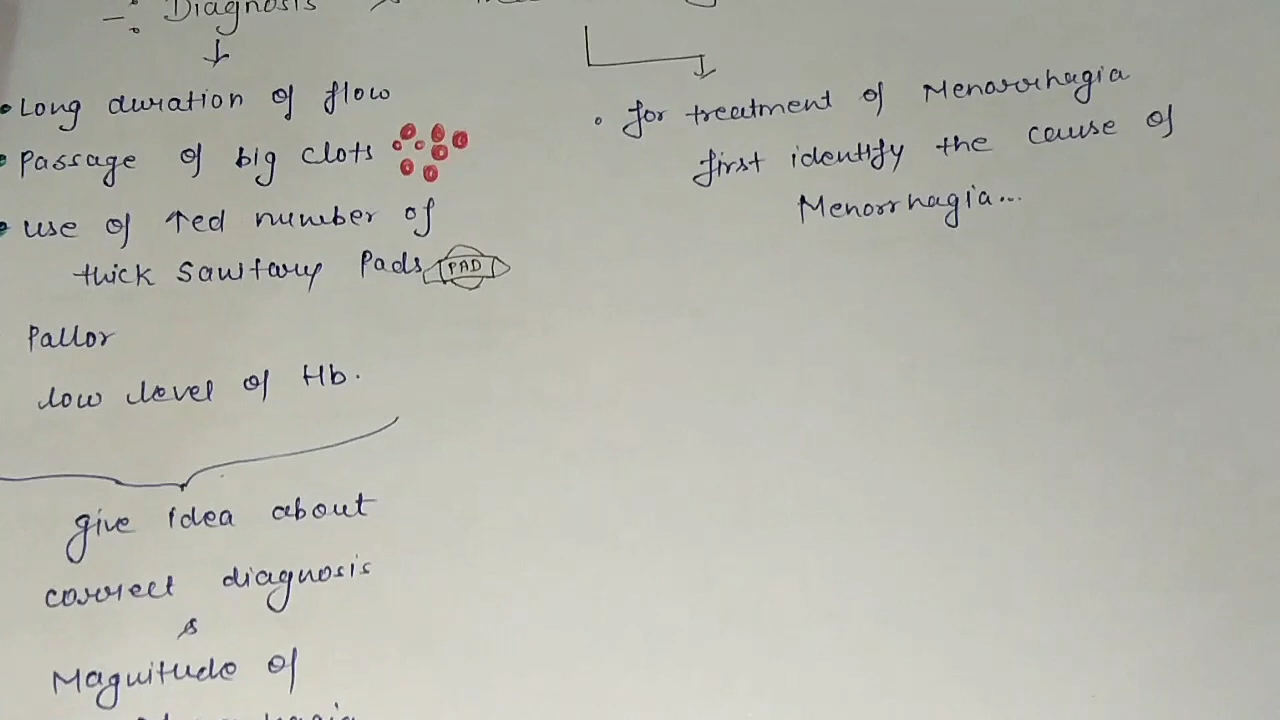 -: Diagnosis
↓
• Long duration of flow
• Passage of big clots
• use of ↑ed number of
thick sanitary Pads
PAD
Pallor
low level of Hb.
give idea about
correct diagnosis
&
Magnitude of
• for treatment of Menorrhagia
first identify the cause of
Menorrhagia...